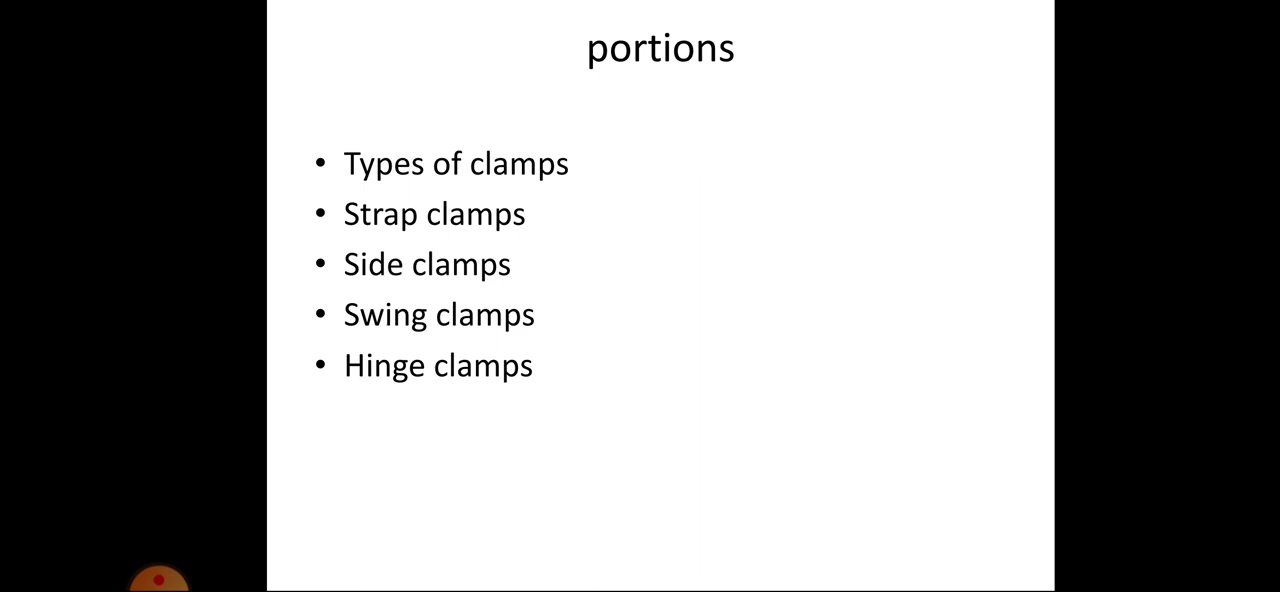 portions
• Types of clamps
• Strap clamps
• Side clamps
• Swing clamps
• Hinge clamps